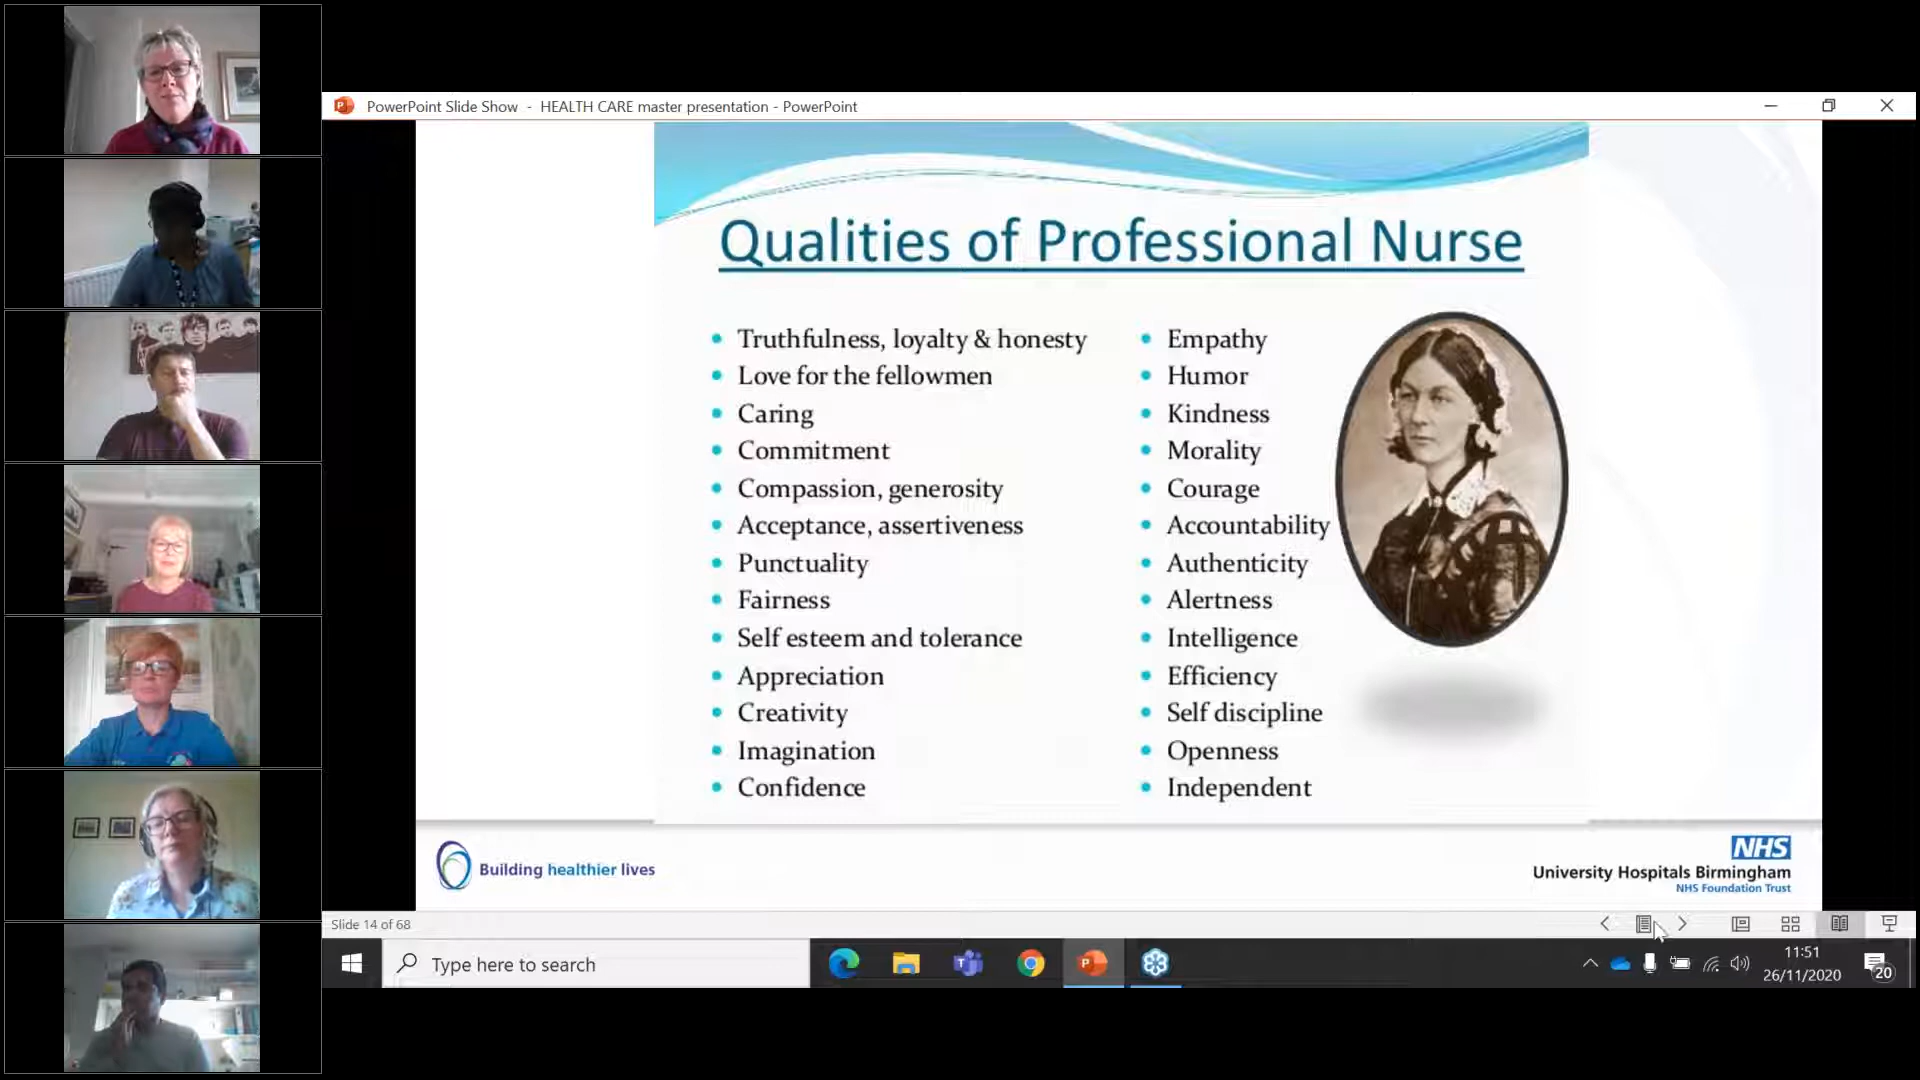 PowerPoint Slide Show - HEALTH CARE master presentation - PowerPoint
Qualities of Professional Nurse
Truthfulness, loyalty & honesty
Love for the fellowmen
Caring
Commitment
Compassion, generosity
Acceptance, assertiveness
Punctuality
Fairness
Self esteem and tolerance
Appreciation
Creativity
Imagination
Confidence
Empathy
Humor
Kindness
Morality
Courage
Accountability
Authenticity
Alertness
Intelligence
Efficiency
Self discipline
Openness
Independent
Building healthier lives
NHS
University Hospitals Birmingham
NHS Foundation Trust
Slide 14 of 68
Type here to search
11:51
26/11/2020
20